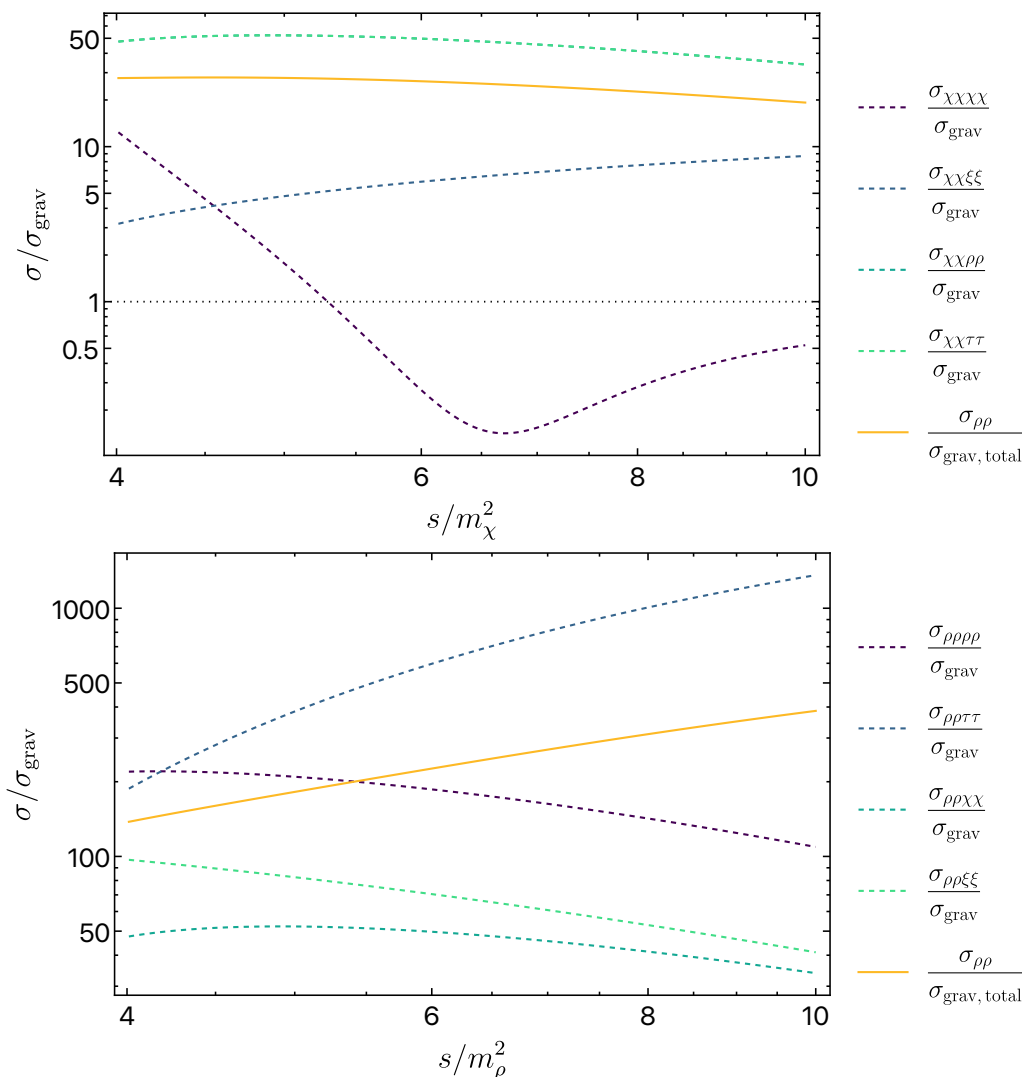 50
10
5
1
0.5
σ/σ_grav
4 6 8 10
s/m_χ^2
σ_χχχχ/σ_grav
σ_χχξξ/σ_grav
σ_χχρρ/σ_grav
σ_χχττ/σ_grav
σ_ρρ/σ_grav, total
1000
500
100
50
σ/σ_grav
4 6 8 10
s/m_ρ^2
σ_ρρρρ/σ_grav
σ_ρρττ/σ_grav
σ_ρρχχ/σ_grav
σ_ρρξξ/σ_grav
σ_ρρ/σ_grav, total